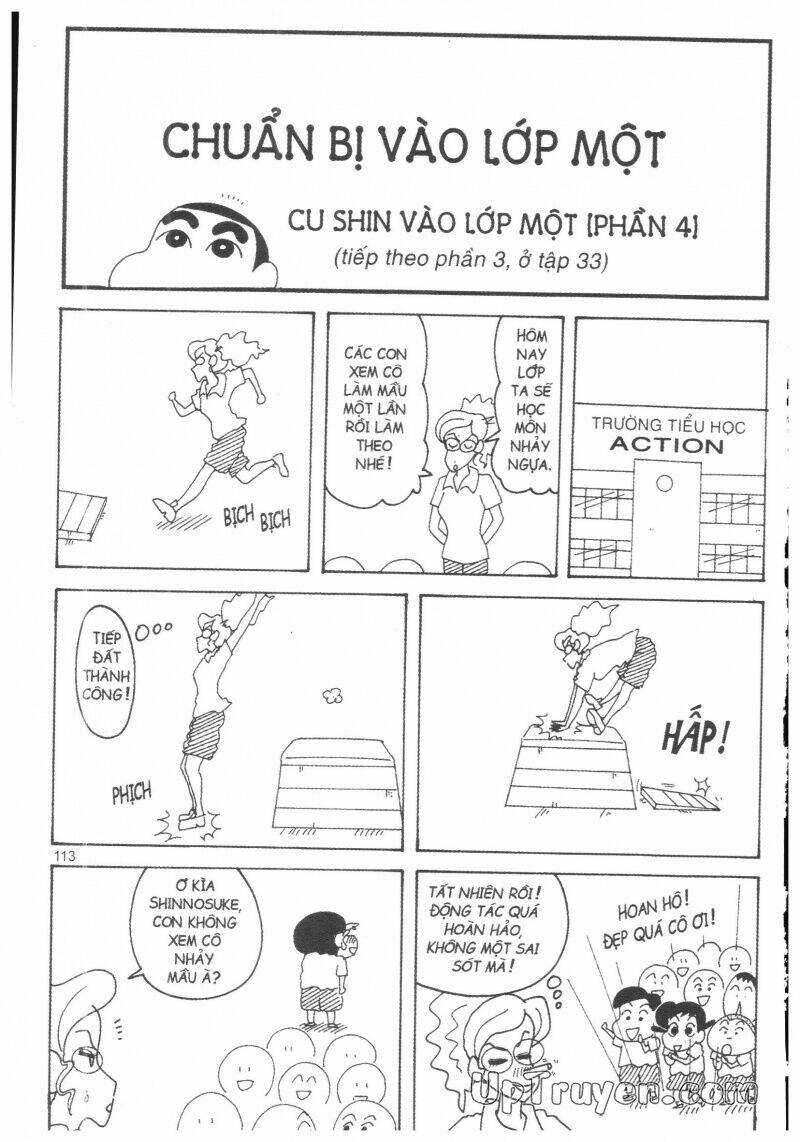 CHUẨN BỊ VÀO LỚP MỘT
CU SHIN VÀO LỚP MỘT [PHẦN 4]
(tiếp theo phần 3, ở tập 33)
TRƯỜNG TIỂU HỌC
ACTION
HÔM
NAY
LỚP
TA SẼ
HỌC
MÔN
NHẢY
NGỰA.
CÁC CON
XEM CÔ
LÀM MẪU
MỘT LẦN
RỒI LÀM
THEO
NHÉ!
BỊCH BỊCH
HẤP!
TIẾP
ĐẤT
THÀNH
CÔNG!
PHỊCH
113
HOAN HÔ!
ĐẸP QUÁ CÔ ƠI!
TẤT NHIÊN RỒI!
ĐỘNG TÁC QUÁ
HOÀN HẢO,
KHÔNG MỘT SAI
SÓT MÀ!
Ơ KÌA
SHINNOSUKE,
CON KHÔNG
XEM CÔ
NHẢY
MẪU À?
UpTruyen.com